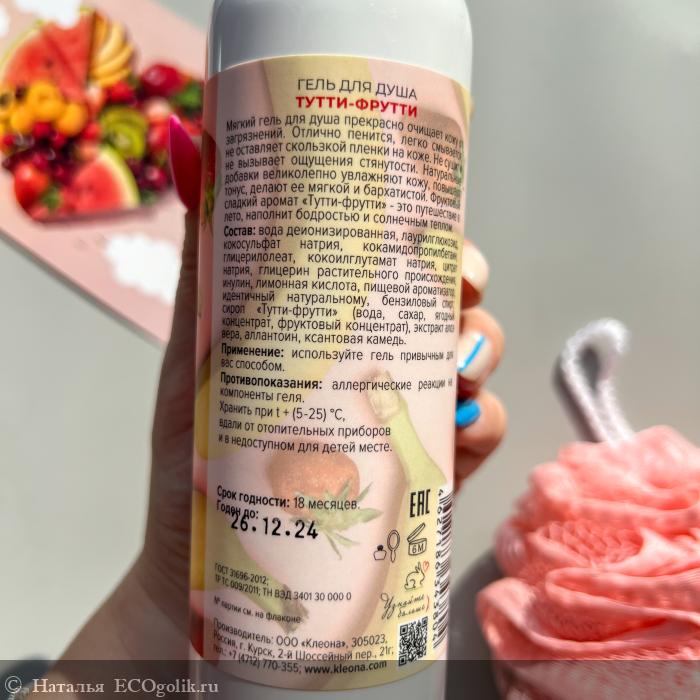 ГЕЛЬ ДЛЯ ДУША
ТУТТИ-ФРУТТИ
Мягкий гель для душа прекрасно очищает кожу от
загрязнений. Отлично пенится, легко смывается,
не оставляет скользкой пленки на коже. Не сушит,
не вызывает ощущения стянутости. Натуральные
добавки великолепно увлажняют кожу, повышают
тонус, делают ее мягкой и бархатистой. Фруктовый
сладкий аромат «Тутти-фрутти» - это путешествие в
лето, наполнит бодростью и солнечным теплом.
Состав: вода деионизированная, лаурилглюкозид,
кокосульфат натрия, кокамидопропилбетаин,
глицерилолеат, кокоилглутамат натрия, цитрат
натрия, глицерин растительного происхождения,
инулин, лимонная кислота, пищевой ароматизатор,
идентичный натуральному, бензиловый спирт,
сироп «Тутти-фрутти» (вода, сахар, ягодный
концентрат, фруктовый концентрат), экстракт алоэ
вера, аллантоин, ксантовая камедь.
Применение: используйте гель привычным для
вас способом.
Противопоказания: аллергические реакции на
компоненты геля.
Хранить при t + (5-25) °С,
вдали от отопительных приборов
и в недоступном для детей месте.
Срок годности: 18 месяцев.
Годен до:
26.12.24
EAC
6M
ГОСТ 31696-2012;
ТР ТС 009/2011; ТН ВЭД 3401 30 000 0
№ партии см. на флаконе
Узнайте
больше
Производитель: ООО «Клеона», 305023,
Россия, г. Курск, 2-й Шоссейный пер., 21г;
тел.: +7 (4712) 770-355; www.kleona.com
© Наталья ECOgolik.ru